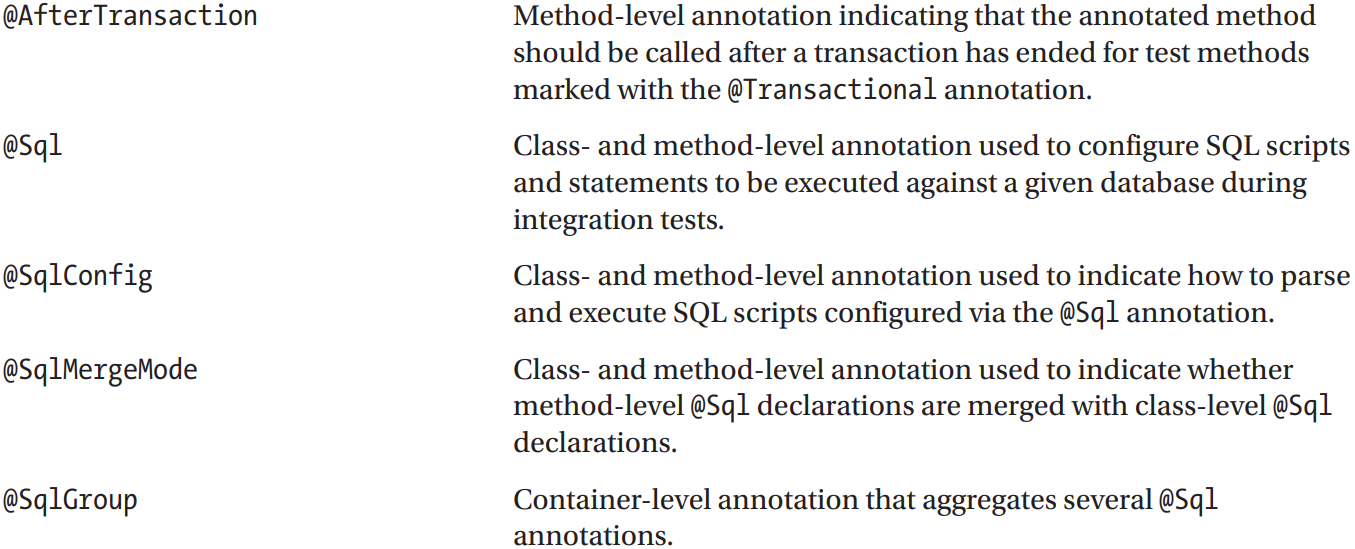 @AfterTransaction Method-level annotation indicating that the annotated method
should be called after a transaction has ended for test methods
marked with the @Transactional annotation.
@Sql Class- and method-level annotation used to configure SQL scripts
and statements to be executed against a given database during
integration tests.
@SqlConfig Class- and method-level annotation used to indicate how to parse
and execute SQL scripts configured via the @Sql annotation.
@SqlMergeMode Class- and method-level annotation used to indicate whether
method-level @Sql declarations are merged with class-level @Sql
declarations.
@SqlGroup Container-level annotation that aggregates several @Sql
annotations.